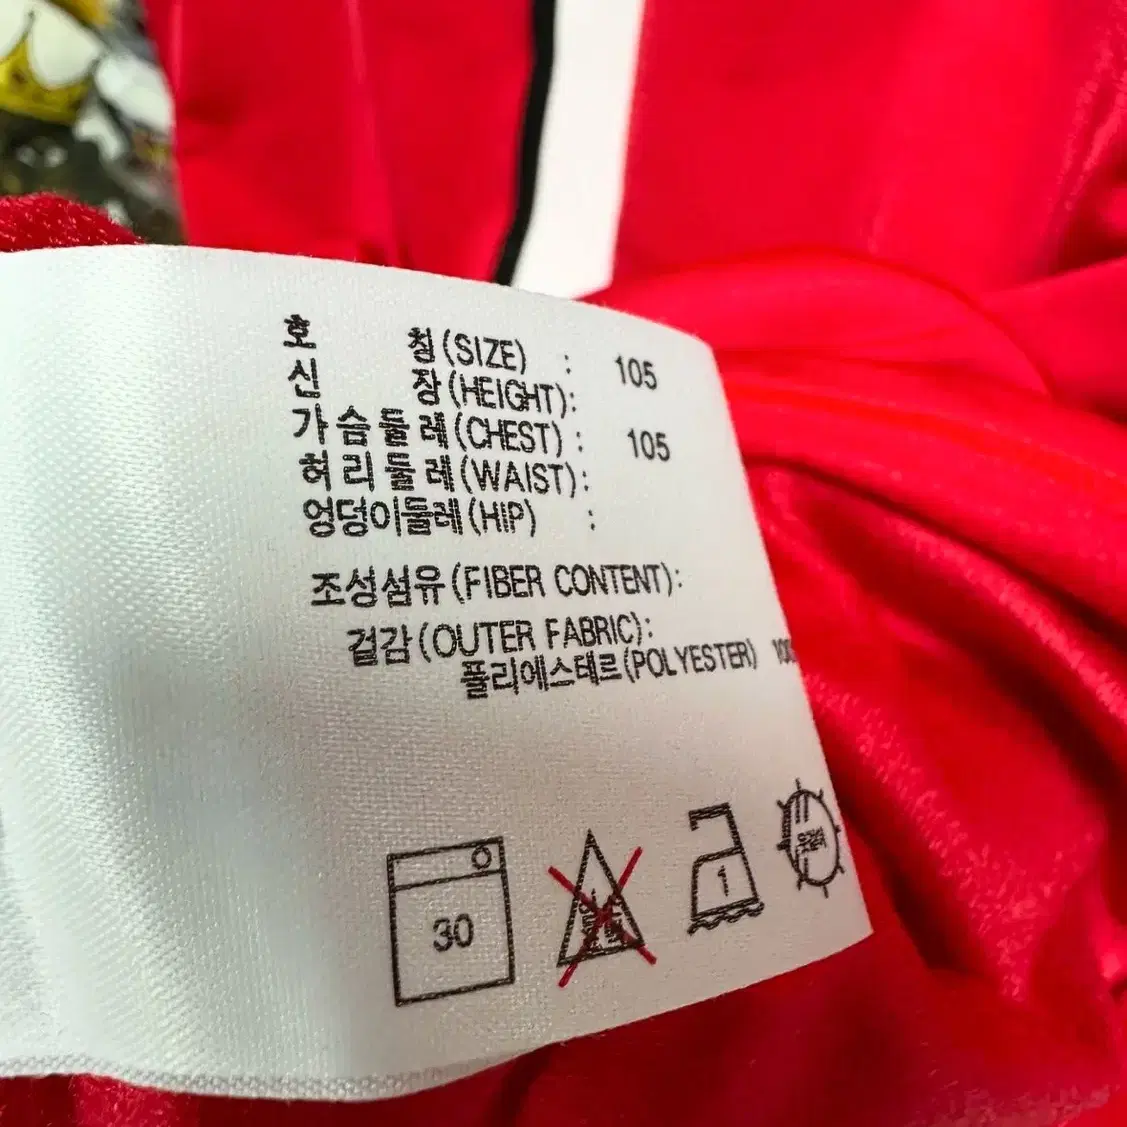 호 칭(SIZE) : 105
신 장(HEIGHT):
가슴둘레(CHEST) : 105
허리둘레(WAIST):
엉덩이둘레(HIP) :
조성섬유(FIBER CONTENT):
겉감(OUTER FABRIC):
폴리에스테르(POLYESTER) 100
30
1